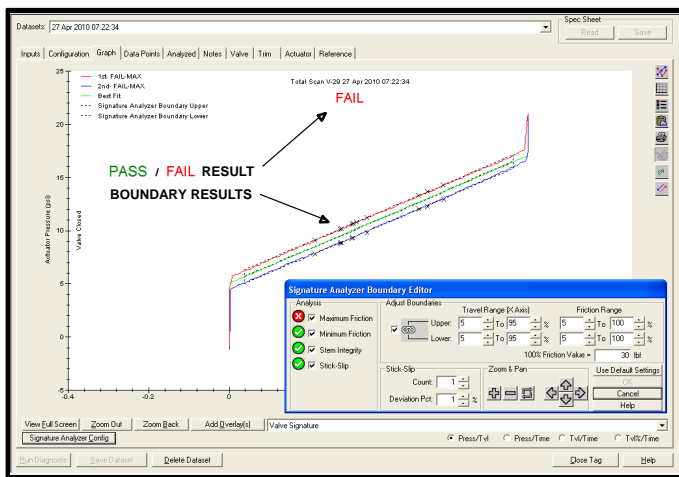 Datasets: 27 Apr 2010 07:22:34
Spec Sheet
Read Save
Inputs Configuration Graph Data Points Analyzed Notes Valve Trim Actuator Reference
1st- FAIL-MAX
2nd- FAIL-MAX
Best Fit
Signature Analyzer Boundary Upper
Signature Analyzer Boundary Lower
Total Scan V-29 27 Apr 2010 07:22:34
FAIL
PASS / FAIL RESULT
BOUNDARY RESULTS
Actuator Pressure (psi)
Valve Closed
25
20
15
10
5
0
-5
-0.4 -0.2 0
Signature Analyzer Boundary Editor
Analysis
Maximum Friction
Minimum Friction
Stem Integrity
Stick-Slip
Adjust Boundaries
Travel Range (X Axis) Friction Range
Upper: 5 To 95 % 5 To 100 %
Lower: 5 To 95 % 5 To 100 %
100% Friction Value = 30 lbf
Stick-Slip
Count: 1
Deviation Pct: 1 %
Zoom & Pan
Use Default Settings
OK
Cancel
Help
View Full Screen Zoom Out Zoom Back Add Overlay(s) Valve Signature
Signature Analyzer Config Press/Tvl Press/Time Tvl/Time Tvl%/Time
Run Diagnostic Save Dataset Delete Dataset Close Tag Help